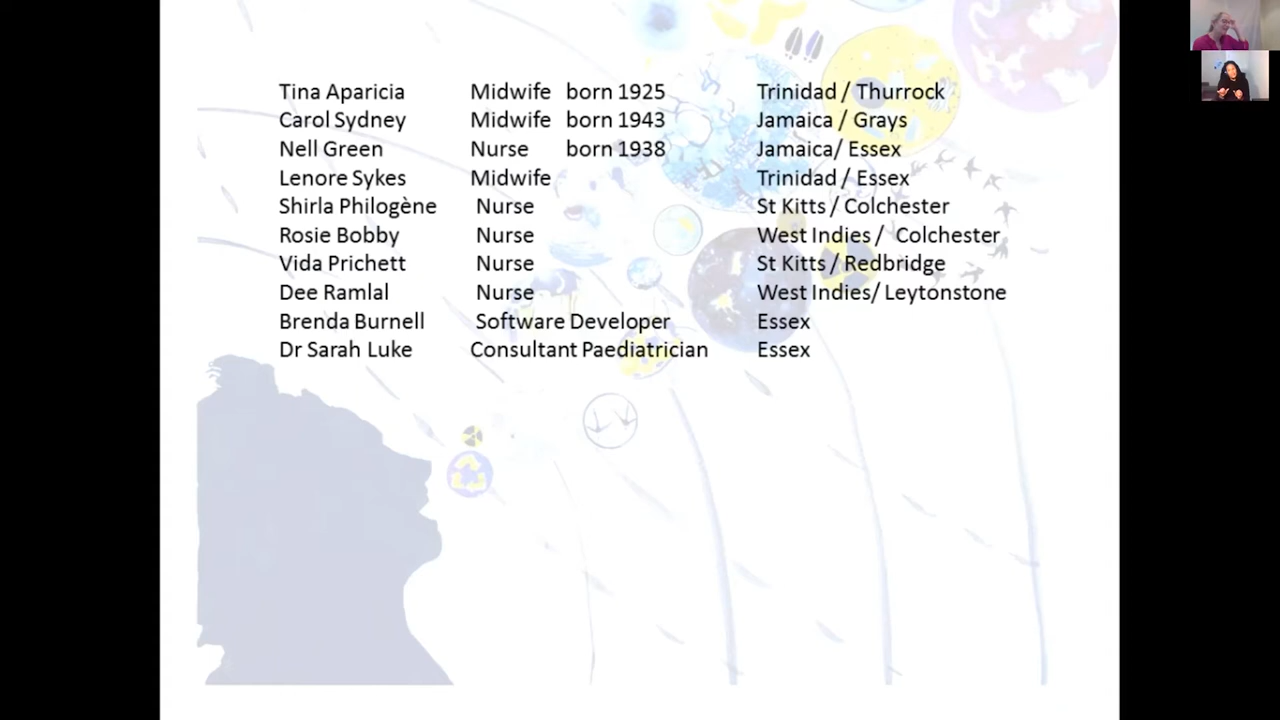 Tina Aparicia Midwife born 1925 Trinidad / Thurrock
Carol Sydney Midwife born 1943 Jamaica / Grays
Nell Green Nurse born 1938 Jamaica/ Essex
Lenore Sykes Midwife Trinidad / Essex
Shirla Philogène Nurse St Kitts / Colchester
Rosie Bobby Nurse West Indies / Colchester
Vida Prichett Nurse St Kitts / Redbridge
Dee Ramlal Nurse West Indies/ Leytonstone
Brenda Burnell Software Developer Essex
Dr Sarah Luke Consultant Paediatrician Essex